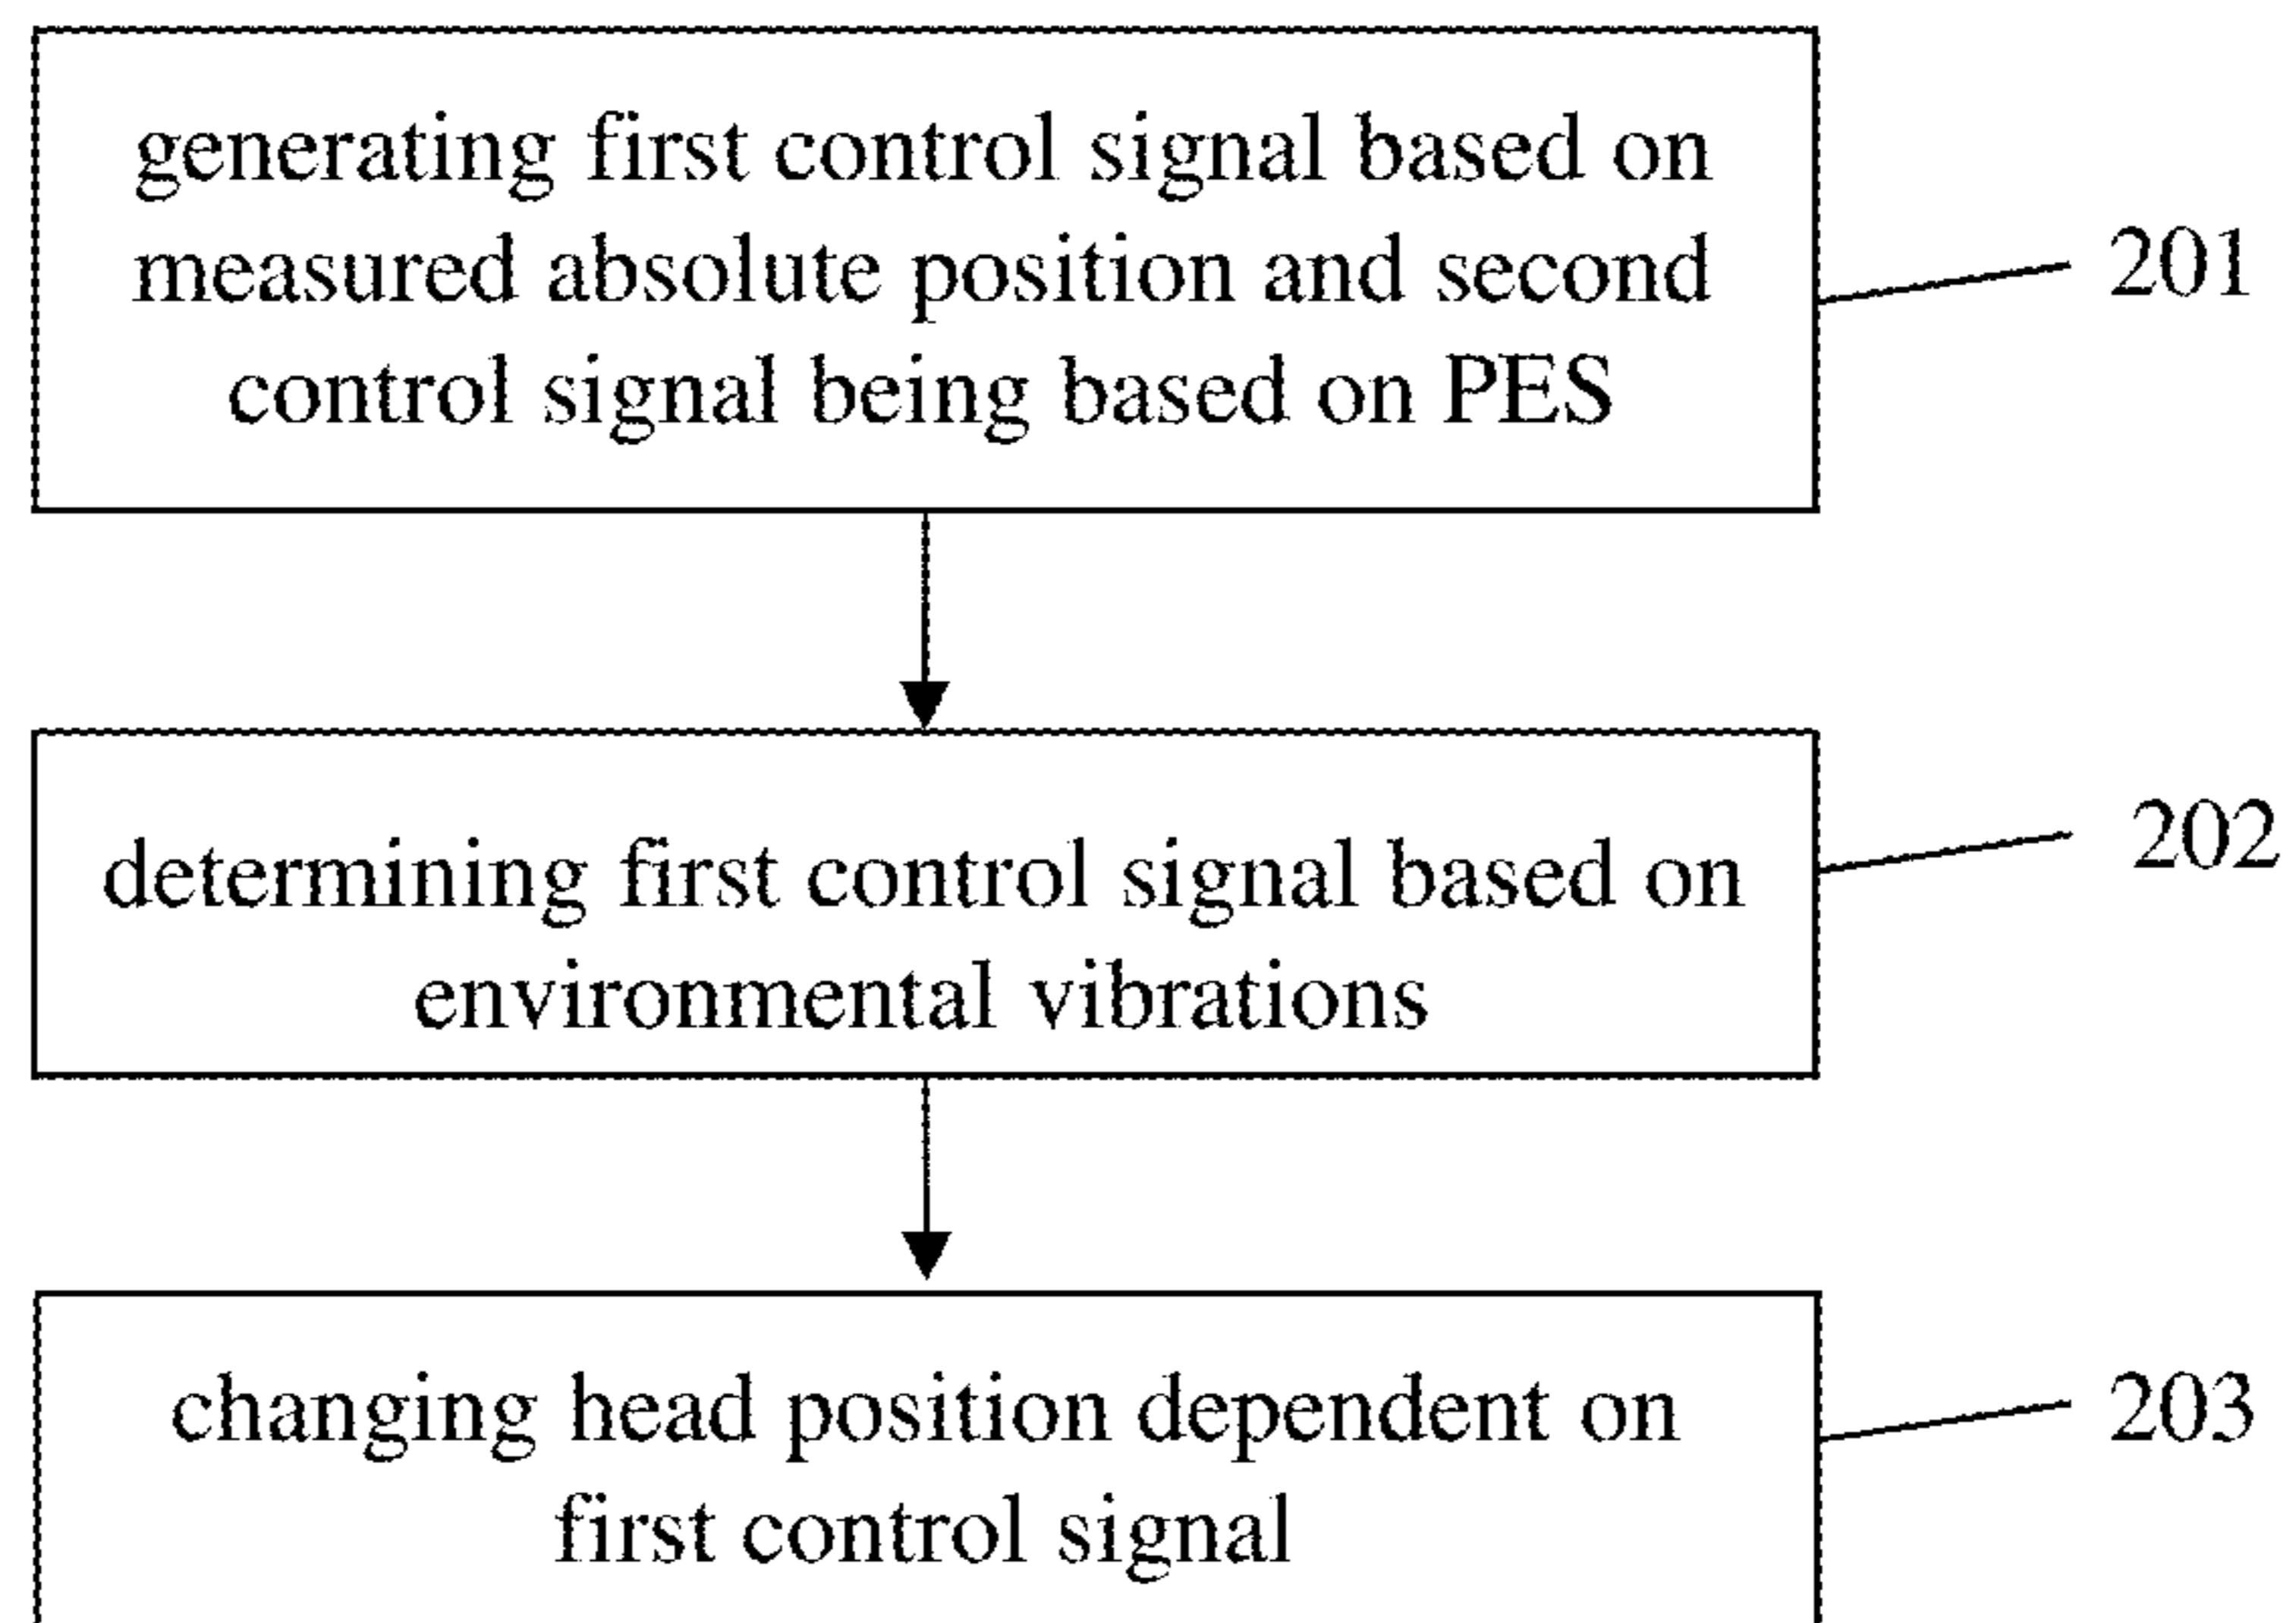 generating first control signal based on
measured absolute position and second
control signal being based on PES
201
determining first control signal based on
environmental vibrations
202
changing head position dependent on
first control signal
203